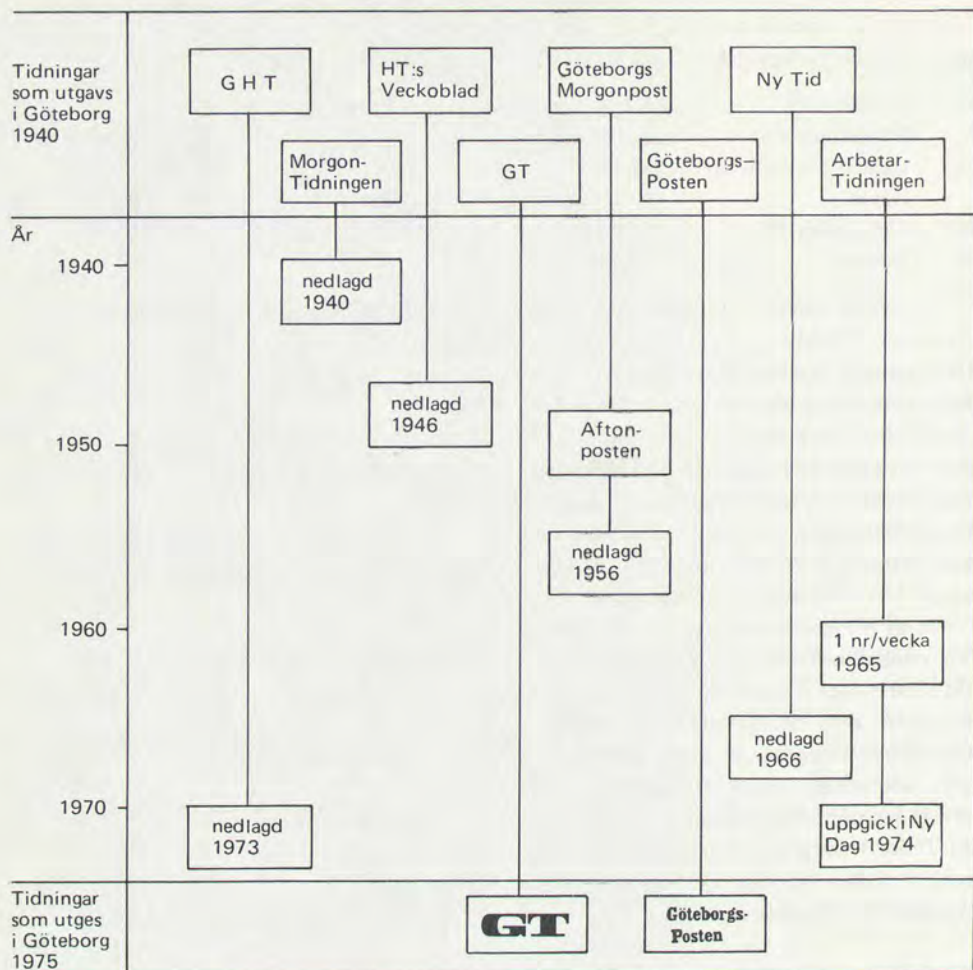 Tidningar
som utgavs
i Göteborg
1940
G H T
HT:s
Veckoblad
Göteborgs
Morgonpost
Ny Tid
Morgon-
Tidningen
GT
Göteborgs-
Posten
Arbetar-
Tidningen
År
1940
nedlagd
1940
nedlagd
1946
1950
Afton-
posten
nedlagd
1956
1960
1 nr/vecka
1965
nedlagd
1966
1970
nedlagd
1973
uppgick i Ny
Dag 1974
Tidningar
som utges
i Göteborg
1975
GT
Göteborgs-
Posten